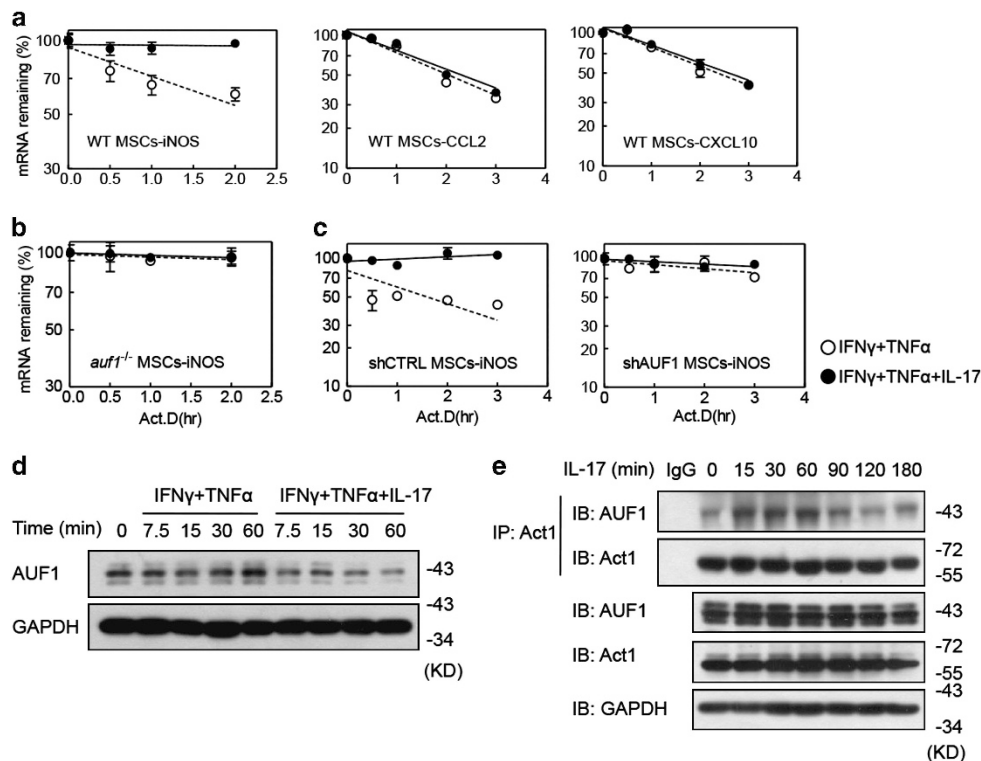 a
mRNA remaining (%)
100
70
50
30
WT MSCs-iNOS
0.0 0.5 1.0 1.5 2.0 2.5
100
70
50
30
20
10
WT MSCs-CCL2
0 1 2 3 4
100
70
50
30
20
10
WT MSCs-CXCL10
0 1 2 3 4
b
mRNA remaining (%)
100
70
50
30
auf1-/- MSCs-iNOS
0.0 0.5 1.0 1.5 2.0 2.5
Act.D(hr)
c
100
70
50
30
20
10
shCTRL MSCs-iNOS
0 1 2 3 4
Act.D(hr)
100
70
50
30
20
10
shAUF1 MSCs-iNOS
0 1 2 3 4
Act.D(hr)
IFNγ+TNFα
IFNγ+TNFα+IL-17
d
IFNγ+TNFα IFNγ+TNFα+IL-17
Time (min) 0 7.5 15 30 60 7.5 15 30 60
AUF1
-43
GAPDH
-43
-34
(KD)
e
IL-17 (min) IgG 0 15 30 60 90 120 180
IP: Act1
IB: AUF1
-43
IB: Act1
-72
-55
IB: AUF1
-43
IB: Act1
-72
-55
IB: GAPDH
-43
-34
(KD)